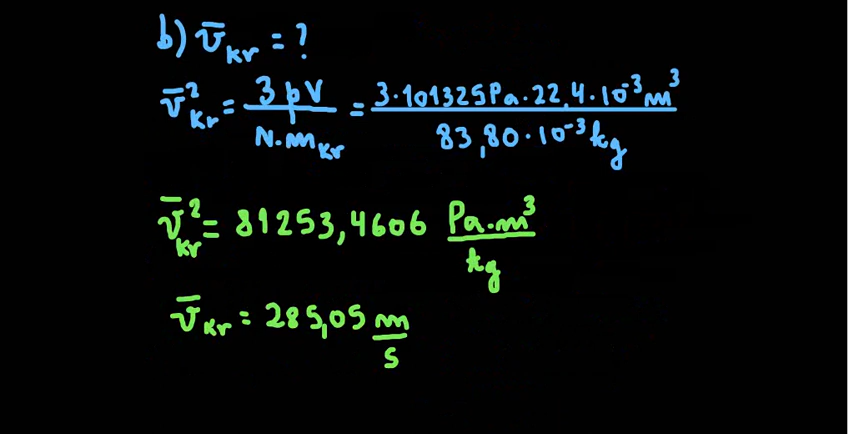 b) v̄ₖᵣ = ?
v̄²ₖᵣ = 3pV / N·mₖᵣ = 3·101325Pa·22,4·10⁻³m³ / 83,80·10⁻³kg
v̄²ₖᵣ = 81253,4606 Pa·m³ / kg
v̄ₖᵣ = 285,05 m / s